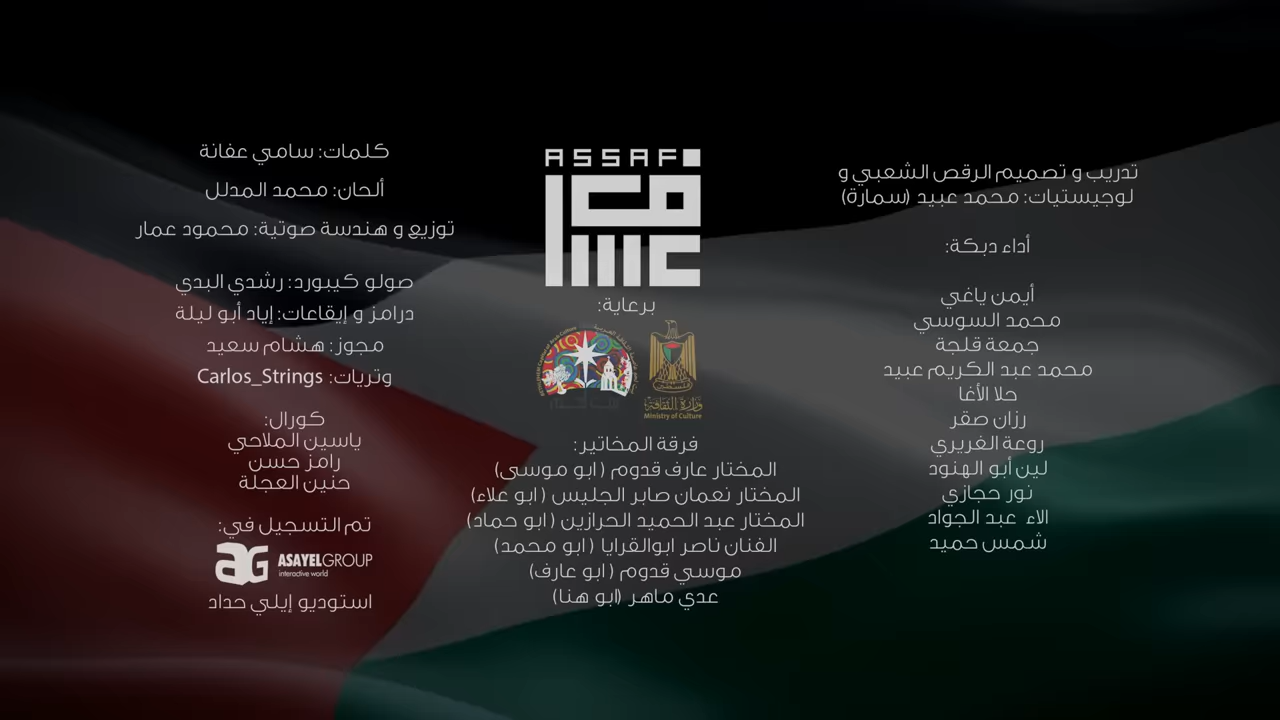 تدريب و تصميم الرقص الشعبي و
لوجيستيات: محمد عبيد (سمارة)
أداء دبكة:
أيمن ياغي
محمد السوسي
جمعة قلجة
محمد عبد الكريم عبيد
حلا الأغا
رزان صقر
روعة الغريري
لين أبو الهنود
نور حجازي
الاء عبد الجواد
شمس حميد
ASSAF
عساف
برعاية:
وزارة الثقافة
Ministry of Culture
فرقة المخاتير:
المختار عارف قدوم (ابو موسى)
المختار نعمان صابر الجليس (ابو علاء)
المختار عبد الحميد الحرازين (ابو حماد)
الفنان ناصر ابوالقرايا (ابو محمد)
موسي قدوم (ابو عارف)
عدي ماهر (ابو هنا)
كلمات: سامي عفانة
ألحان: محمد المدلل
توزيع و هندسة صوتية: محمود عمار
صولو كيبورد: رشدي البدي
درامز و إيقاعات: إياد أبو ليلة
مجوز: هشام سعيد
وتريات: Carlos_Strings
كورال:
ياسين الملاحي
رامز حسن
حنين العجلة
تم التسجيل في:
AG ASAYELGROUP
interactive world
استوديو إيلي حداد